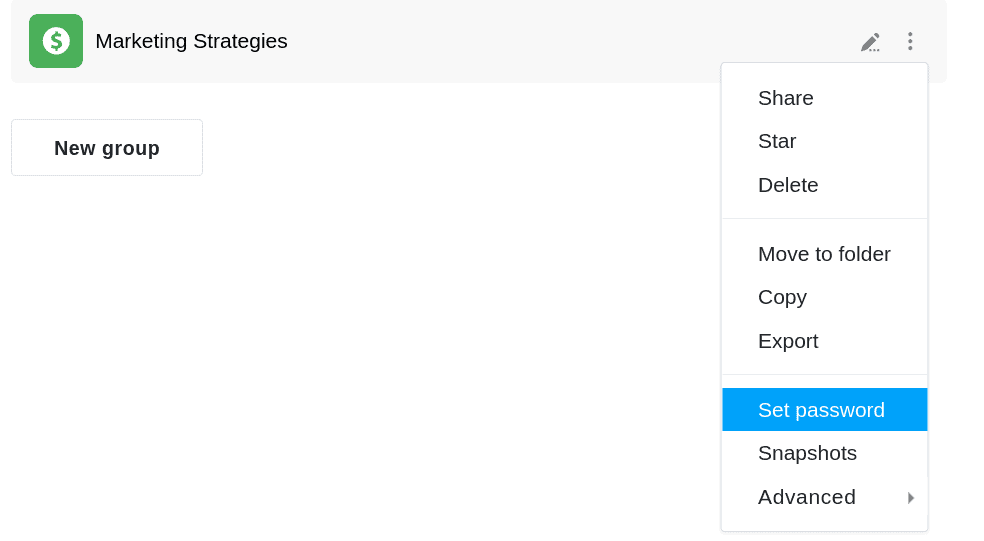 Marketing Strategies
New group
Share
Star
Delete
Move to folder
Copy
Export
Set password
Snapshots
Advanced